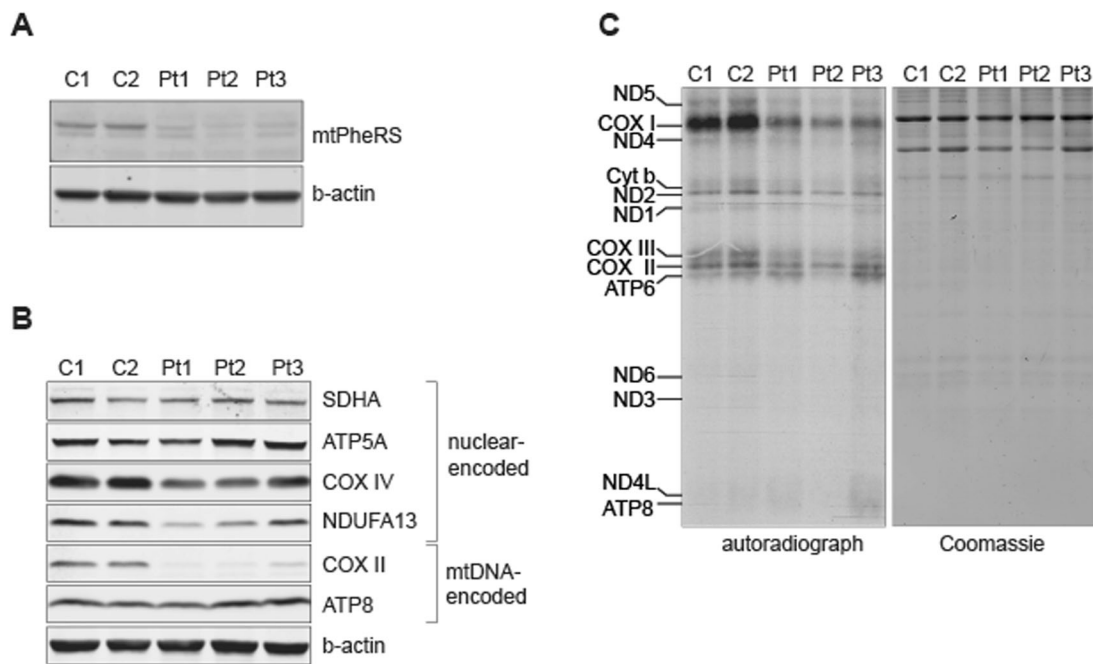 A
C1 C2 Pt1 Pt2 Pt3
mtPheRS
b-actin
B
C1 C2 Pt1 Pt2 Pt3
SDHA
ATP5A
COX IV
NDUFA13
nuclear-
encoded
COX II
ATP8
mtDNA-
encoded
b-actin
C
C1 C2 Pt1 Pt2 Pt3
C1 C2 Pt1 Pt2 Pt3
ND5
COX I
ND4
Cyt b
ND2
ND1
COX III
COX II
ATP6
ND6
ND3
ND4L
ATP8
autoradiograph
Coomassie